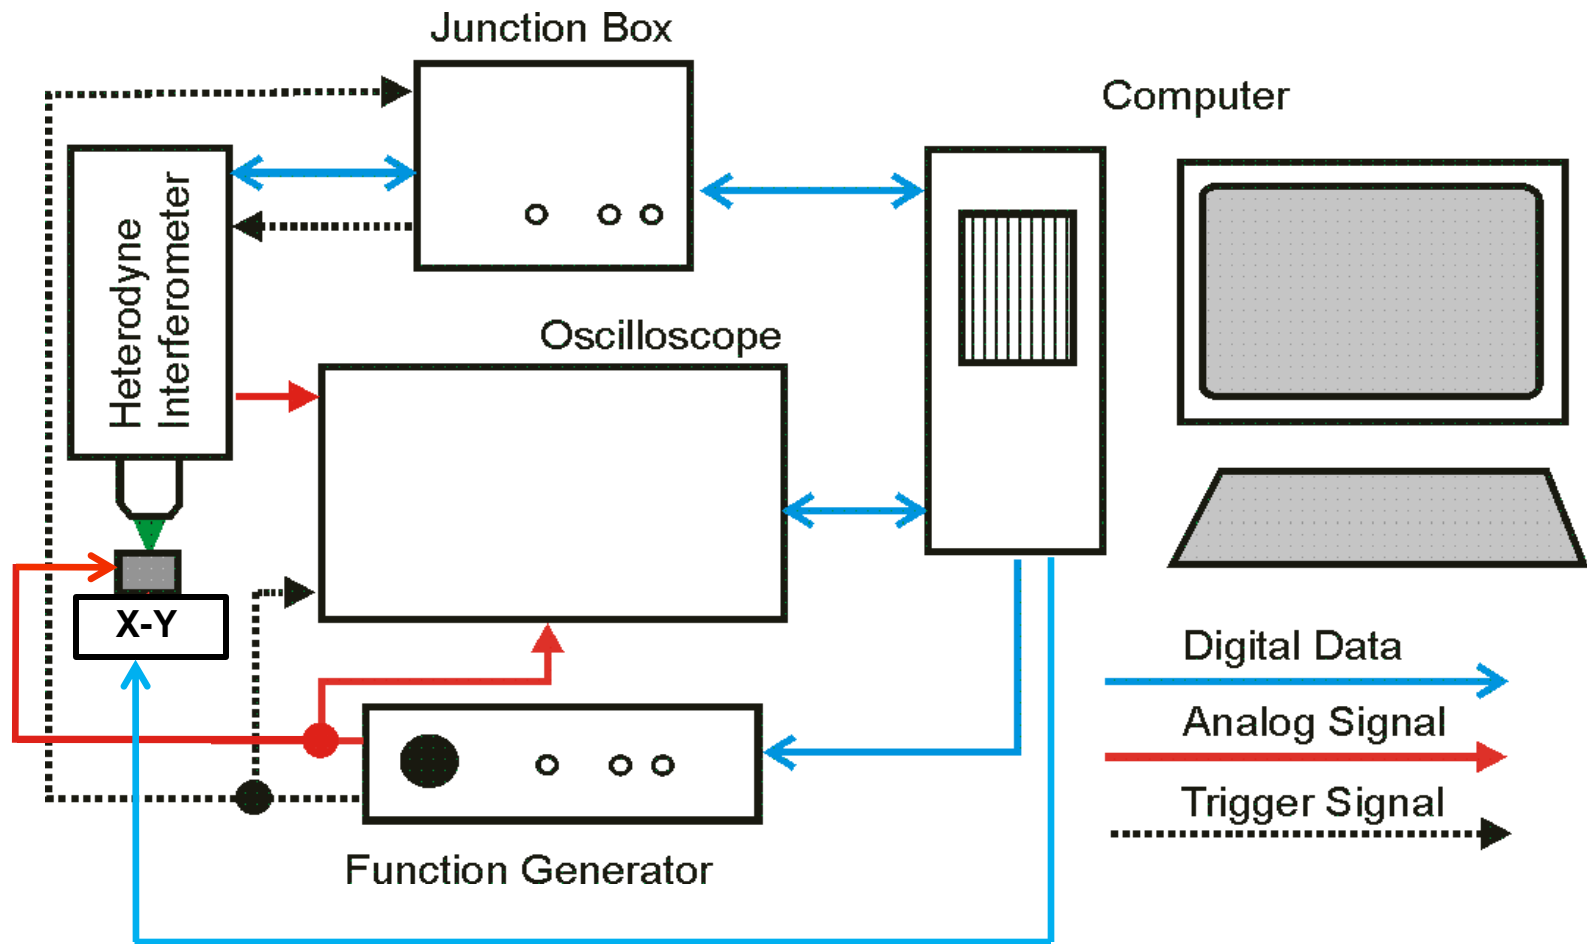 Junction Box
Computer
Heterodyne
Interferometer
Oscilloscope
X-Y
Digital Data
Analog Signal
Trigger Signal
Function Generator